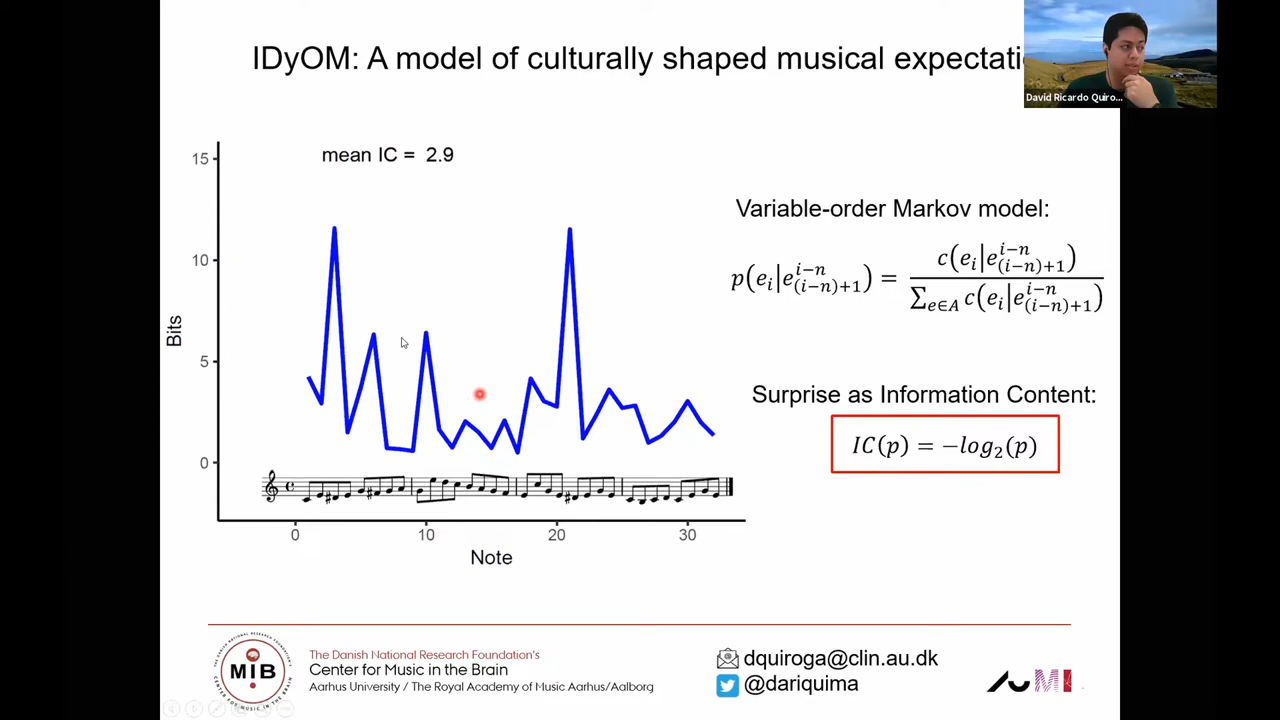 IDyOM: A model of culturally shaped musical expectati
David Ricardo Quiro...
mean IC = 2.9
15
10
5
0
Bits
0 10 20 30
Note
Variable-order Markov model:
p(e_i|e_{(i−n)+1}^{i−n}) = c(e_i|e_{(i−n)+1}^{i−n}) / ∑_{e∈A} c(e_i|e_{(i−n)+1}^{i−n})
Surprise as Information Content:
IC(p) = −log₂(p)
MIB
The Danish National Research Foundation's
Center for Music in the Brain
Aarhus University / The Royal Academy of Music Aarhus/Aalborg
dquiroga@clin.au.dk
@dariquima